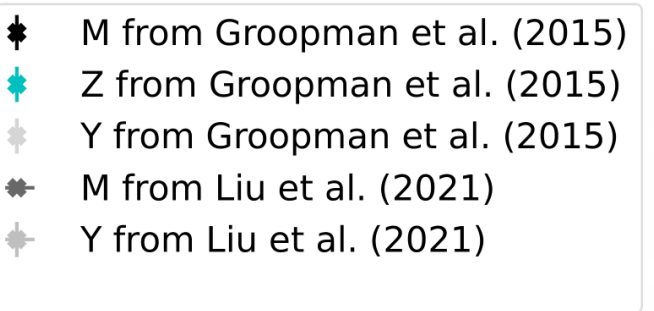 M from Groopman et al. (2015)
Z from Groopman et al. (2015)
Y from Groopman et al. (2015)
M from Liu et al. (2021)
Y from Liu et al. (2021)